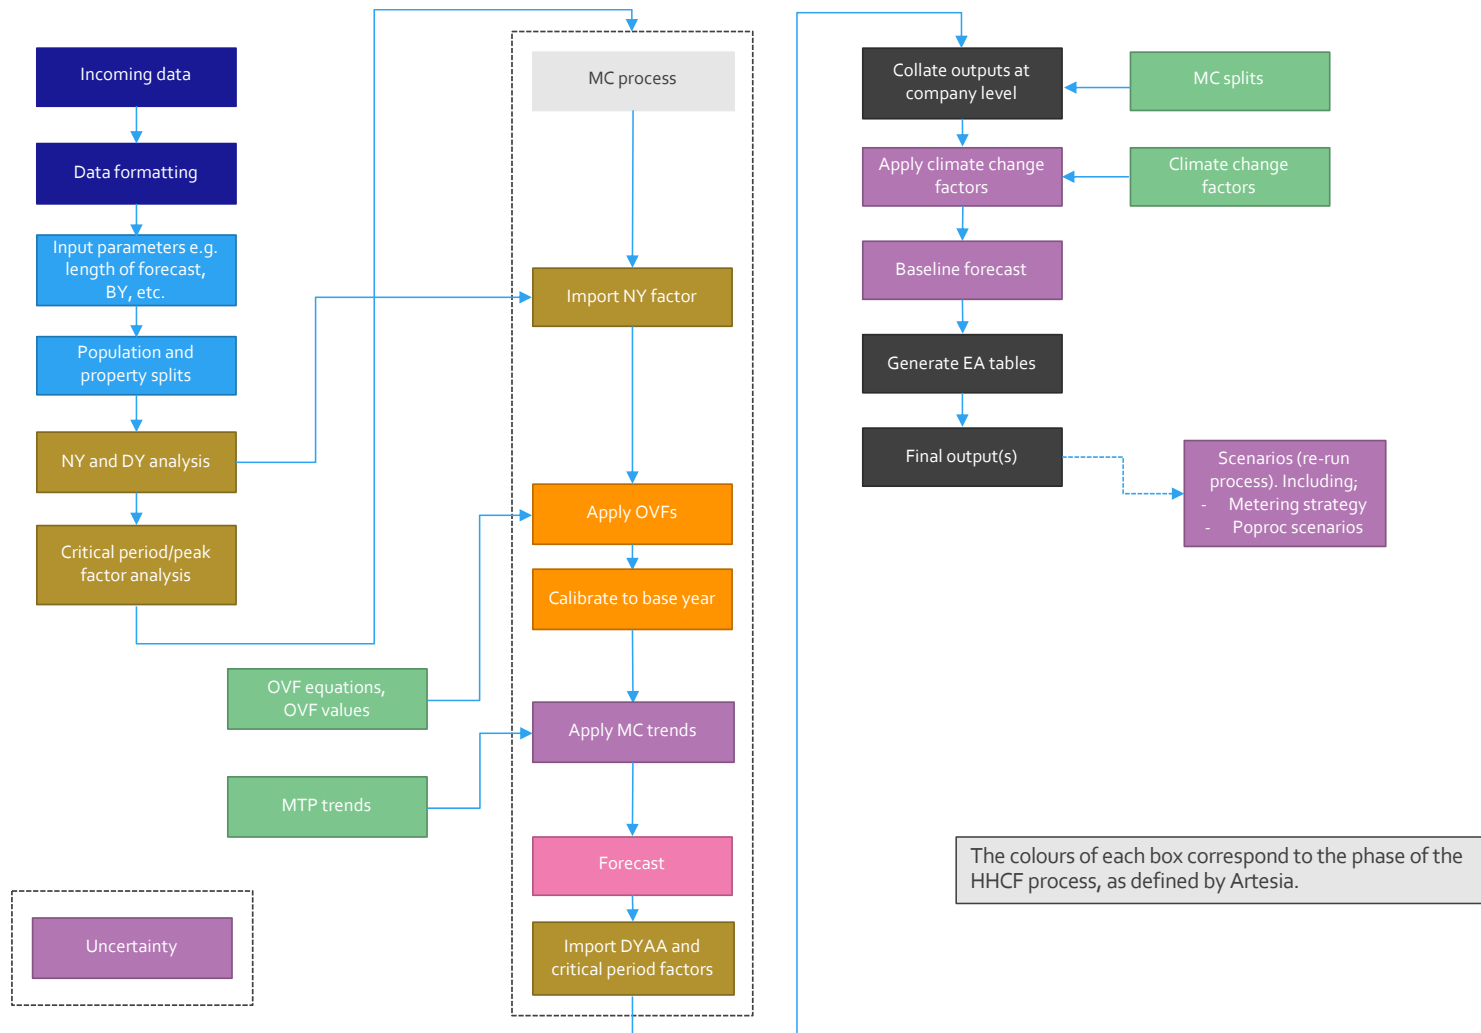 Incoming data
Data formatting
Input parameters e.g.
length of forecast,
BY, etc.
Population and
property splits
NY and DY analysis
Critical period/peak
factor analysis
OVF equations,
OVF values
MTP trends
Uncertainty
MC process
Import NY factor
Apply OVFs
Calibrate to base year
Apply MC trends
Forecast
Import DYAA and
critical period factors
Collate outputs at
company level
MC splits
Apply climate change
factors
Climate change
factors
Baseline forecast
Generate EA tables
Final output(s)
Scenarios (re-run
process). Including;
- Metering strategy
- Poproc scenarios
The colours of each box correspond to the phase of the
HHCF process, as defined by Artesia.